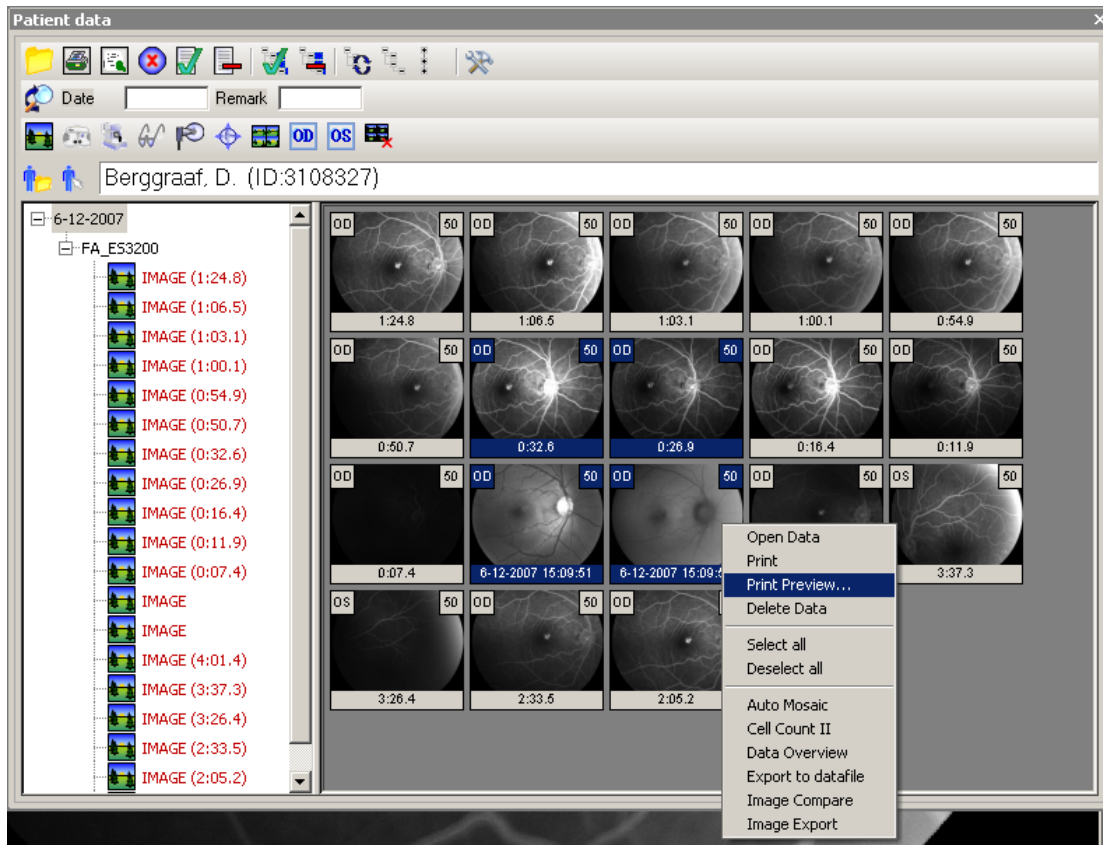 Patient data
Date Remark
OD OS
Berggraaf, D. (ID:3108327)
6-12-2007
FA_ES3200
IMAGE (1:24.8)
IMAGE (1:06.5)
IMAGE (1:03.1)
IMAGE (1:00.1)
IMAGE (0:54.9)
IMAGE (0:50.7)
IMAGE (0:32.6)
IMAGE (0:26.9)
IMAGE (0:16.4)
IMAGE (0:11.9)
IMAGE (0:07.4)
IMAGE
IMAGE
IMAGE (4:01.4)
IMAGE (3:37.3)
IMAGE (3:26.4)
IMAGE (2:33.5)
IMAGE (2:05.2)
OD 50 OD 50 OD 50 OD 50 OD 50
1:24.8 1:06.5 1:03.1 1:00.1 0:54.9
OD 50 OD 50 OD 50 OD 50 OD 50
0:50.7 0:32.6 0:26.9 0:16.4 0:11.9
OD 50 OD 50 OD 50 OD 50 OS 50
0:07.4 6-12-2007 15:09:51 6-12-2007 15:09: 3:37.3
OS 50 OD 50 OD
3:26.4 2:33.5 2:05.2
Open Data
Print
Print Preview...
Delete Data
Select all
Deselect all
Auto Mosaic
Cell Count II
Data Overview
Export to datafile
Image Compare
Image Export